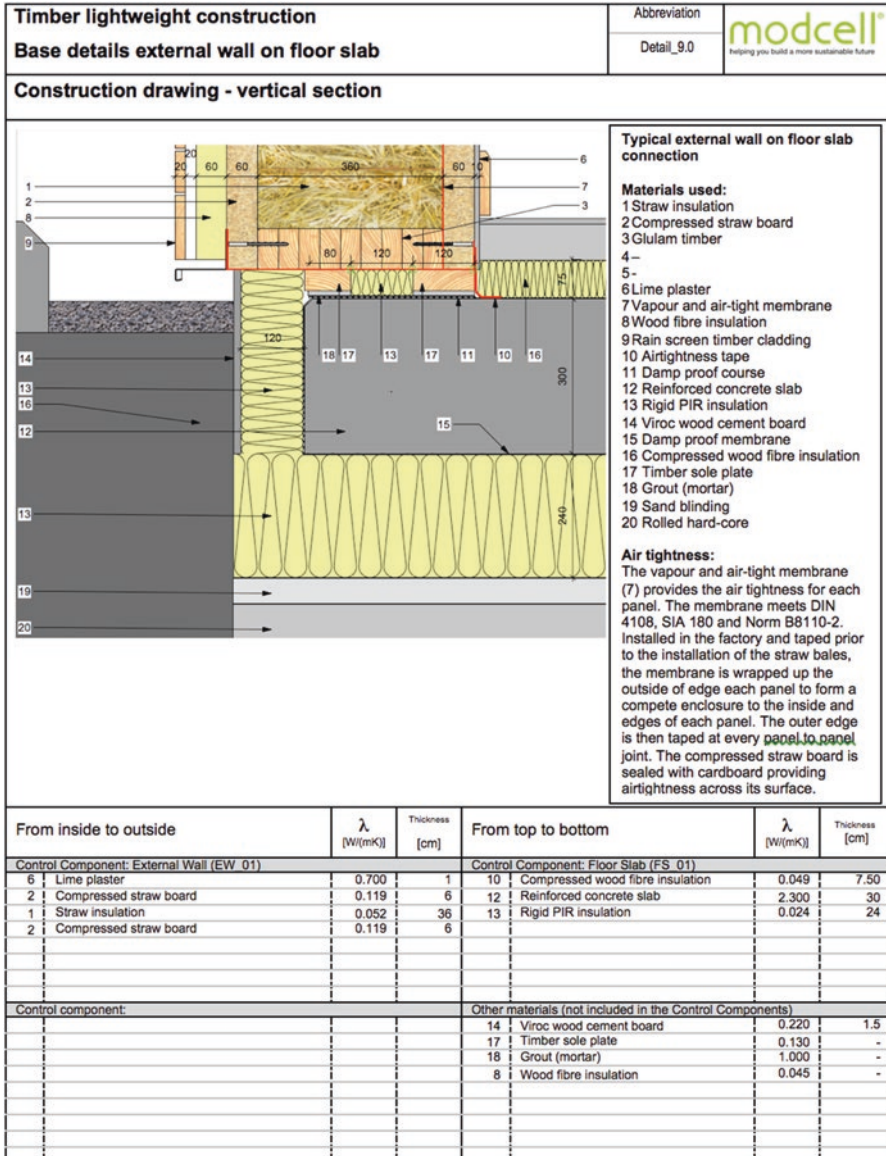 Timber lightweight construction
Base details external wall on floor slab
Abbreviation
Detail_9.0
modcell®
helping you build a more sustainable future
Construction drawing - vertical section
20
20
60
60
360
60
10
1
2
8
9
6
7
3
80
120
120
75
120
18
17
13
17
11
10
16
14
13
16
12
15
300
13
240
19
20
Typical external wall on floor slab
connection
Materials used:
1 Straw insulation
2 Compressed straw board
3 Glulam timber
4 –
5 -
6 Lime plaster
7 Vapour and air-tight membrane
8 Wood fibre insulation
9 Rain screen timber cladding
10 Airtightness tape
11 Damp proof course
12 Reinforced concrete slab
13 Rigid PIR insulation
14 Viroc wood cement board
15 Damp proof membrane
16 Compressed wood fibre insulation
17 Timber sole plate
18 Grout (mortar)
19 Sand blinding
20 Rolled hard-core
Air tightness:
The vapour and air-tight membrane
(7) provides the air tightness for each
panel. The membrane meets DIN
4108, SIA 180 and Norm B8110-2.
Installed in the factory and taped prior
to the installation of the straw bales,
the membrane is wrapped up the
outside of edge each panel to form a
compete enclosure to the inside and
edges of each panel. The outer edge
is then taped at every panel to panel
joint. The compressed straw board is
sealed with cardboard providing
airtightness across its surface.
From inside to outside λ [W/(mK)] Thickness [cm]
Control Component: External Wall (EW_01)
6 Lime plaster 0.700 1
2 Compressed straw board 0.119 6
1 Straw insulation 0.052 36
2 Compressed straw board 0.119 6
Control component:
From top to bottom λ [W/(mK)] Thickness [cm]
Control Component: Floor Slab (FS_01)
10 Compressed wood fibre insulation 0.049 7.50
12 Reinforced concrete slab 2.300 30
13 Rigid PIR insulation 0.024 24
Other materials (not included in the Control Components)
14 Viroc wood cement board 0.220 1.5
17 Timber sole plate 0.130 -
18 Grout (mortar) 1.000 -
8 Wood fibre insulation 0.045 -